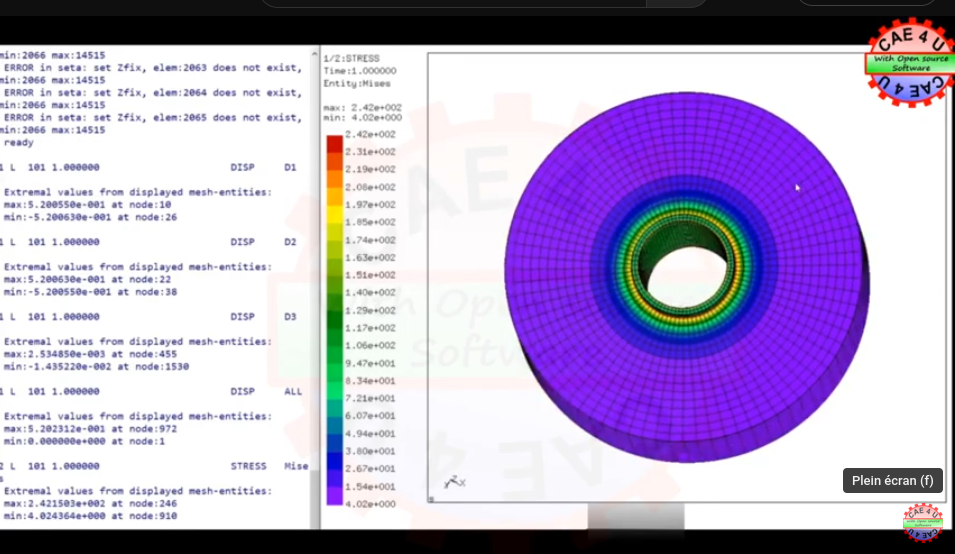 min:2066 max:14515
ERROR in seta: set Zfix, elem:2063 does not exist,
min:2066 max:14515
ERROR in seta: set Zfix, elem:2064 does not exist,
min:2066 max:14515
ERROR in seta: set Zfix, elem:2065 does not exist,
min:2066 max:14515
ready
1 L 101 1.000000 DISP D1
Extremal values from displayed mesh-entities:
max:5.200550e-001 at node:10
min:-5.200630e-001 at node:26
1 L 101 1.000000 DISP D2
Extremal values from displayed mesh-entities:
max:5.200630e-001 at node:22
min:-5.200550e-001 at node:38
1 L 101 1.000000 DISP D3
Extremal values from displayed mesh-entities:
max:2.534850e-003 at node:455
min:-1.435220e-002 at node:1530
1 L 101 1.000000 DISP ALL
Extremal values from displayed mesh-entities:
max:5.202312e-001 at node:972
min:0.000000e+000 at node:1
2 L 101 1.000000 STRESS Mise
s
Extremal values from displayed mesh-entities:
max:2.421503e+002 at node:246
min:4.024364e+000 at node:910
1/2:STRESS
Time:1.000000
Entity:Mises
max: 2.42e+002
min: 4.02e+000
2.42e+002
2.31e+002
2.19e+002
2.08e+002
1.97e+002
1.85e+002
1.74e+002
1.63e+002
1.51e+002
1.40e+002
1.29e+002
1.17e+002
1.06e+002
9.47e+001
8.34e+001
7.21e+001
6.07e+001
4.94e+001
3.80e+001
2.67e+001
1.54e+001
4.02e+000
CAE 4 U
With Open source
Software
CAE 4 U
Plein écran (f)
CAE 4 U
CAE 4 U